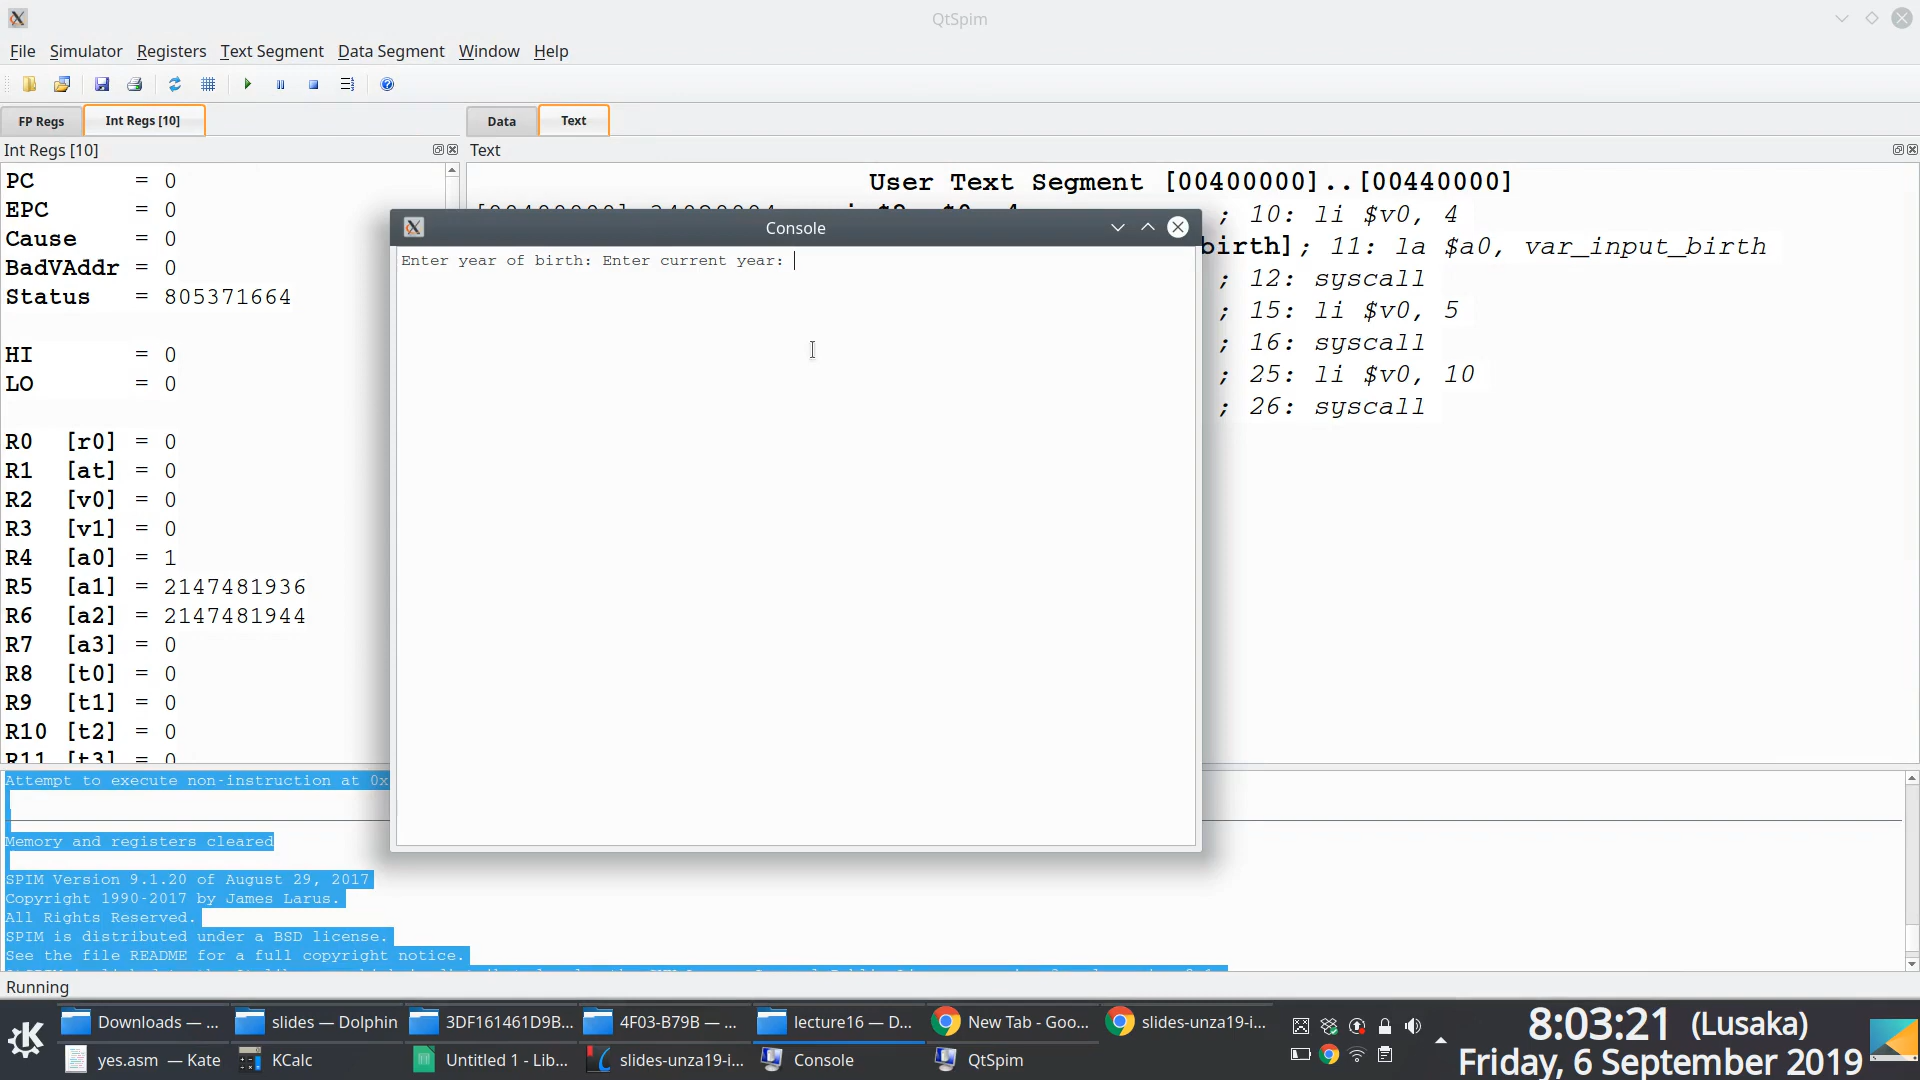 QtSpim
File Simulator Registers Text Segment Data Segment Window Help
FP Regs Int Regs [10] Data Text
Int Regs [10] Text
PC = 0
EPC = 0
Cause = 0
BadVAddr = 0
Status = 805371664
HI = 0
LO = 0
R0 [r0] = 0
R1 [at] = 0
R2 [v0] = 0
R3 [v1] = 0
R4 [a0] = 1
R5 [a1] = 2147481936
R6 [a2] = 2147481944
R7 [a3] = 0
R8 [t0] = 0
R9 [t1] = 0
R10 [t2] = 0
R11 [t3] = 0
User Text Segment [00400000]..[00440000]
; 10: li $v0, 4
birth]; 11: la $a0, var_input_birth
; 12: syscall
; 15: li $v0, 5
; 16: syscall
; 25: li $v0, 10
; 26: syscall
Console
Enter year of birth: Enter current year:
Attempt to execute non-instruction at 0x
Memory and registers cleared
SPIM Version 9.1.20 of August 29, 2017
Copyright 1990-2017 by James Larus.
All Rights Reserved.
SPIM is distributed under a BSD license.
See the file README for a full copyright notice.
Running
Downloads — ... slides — Dolphin 3DF161461D9B... 4F03-B79B — ... lecture16 — D... New Tab - Goo... slides-unza19-i...
yes.asm — Kate KCalc Untitled 1 - Lib... slides-unza19-i... Console QtSpim
8:03:21 (Lusaka)
Friday, 6 September 2019